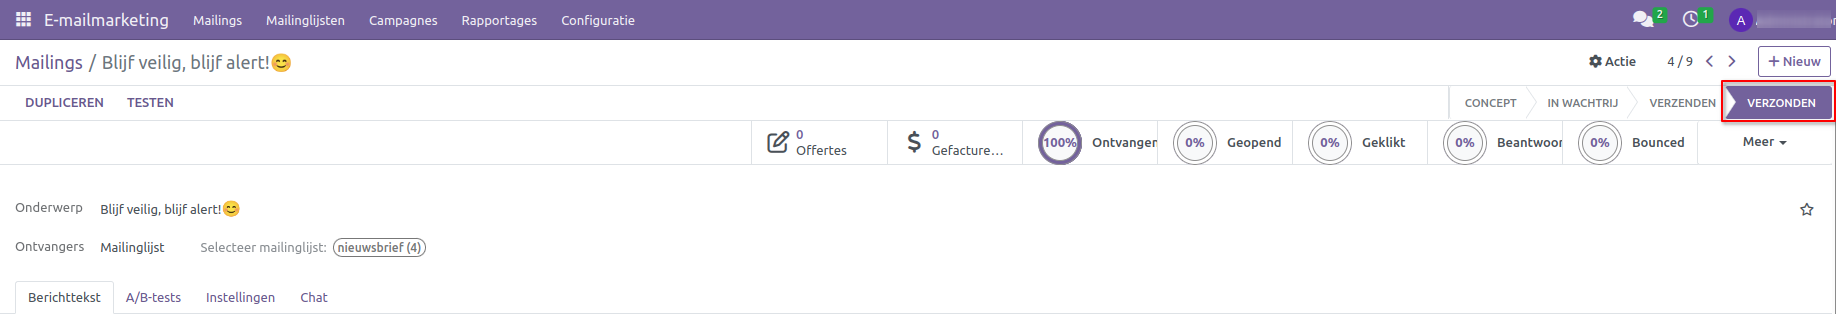 E-mailmarketing Mailings Mailinglijsten Campagnes Rapportages Configuratie 2 1 A
Mailings / Blijf veilig, blijf alert!😊 Actie 4 / 9 + Nieuw
DUPLICEREN TESTEN CONCEPT IN WACHTRIJ VERZENDEN VERZONDEN
0 Offertes
0 Gefacture...
100% Ontvangen
0% Geopend
0% Geklikt
0% Beantwoor
0% Bounced
Meer
Onderwerp Blijf veilig, blijf alert!😊
Ontvangers Mailinglijst Selecteer mailinglijst: nieuwsbrief (4)
Berichttekst A/B-tests Instellingen Chat